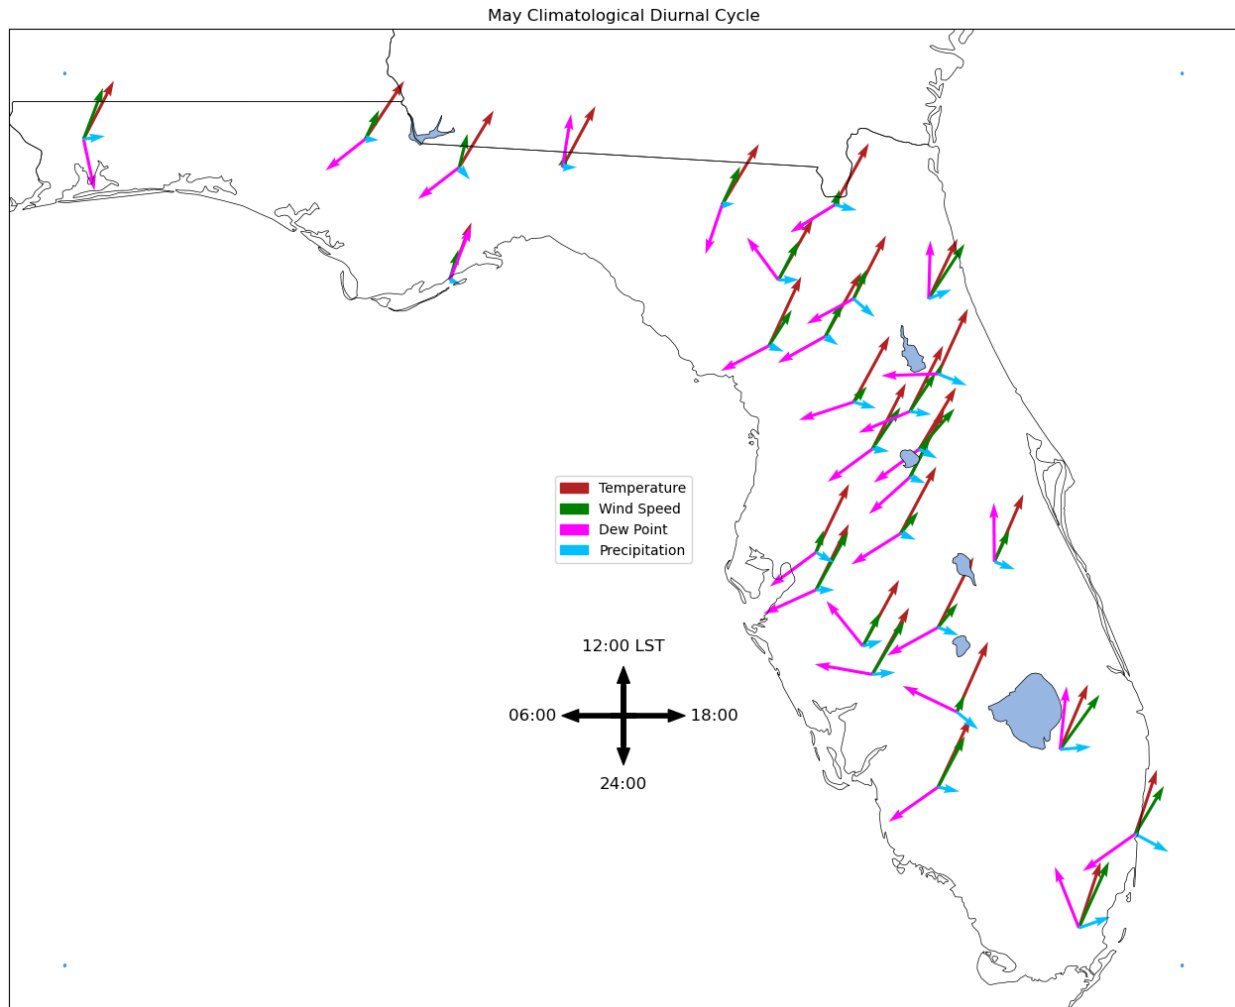 May Climatological Diurnal Cycle
Temperature
Wind Speed
Dew Point
Precipitation
12:00 LST
06:00
18:00
24:00